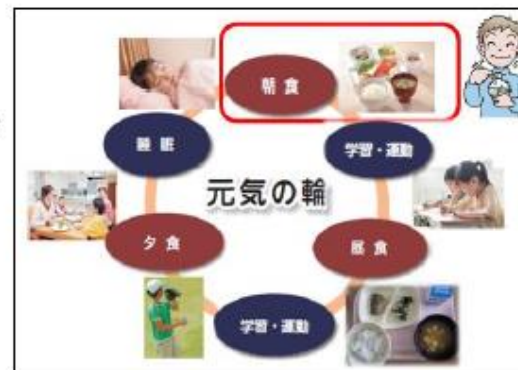 朝 食
睡 眠
学習・運動
元気の輪
夕 食
昼 食
学習・運動